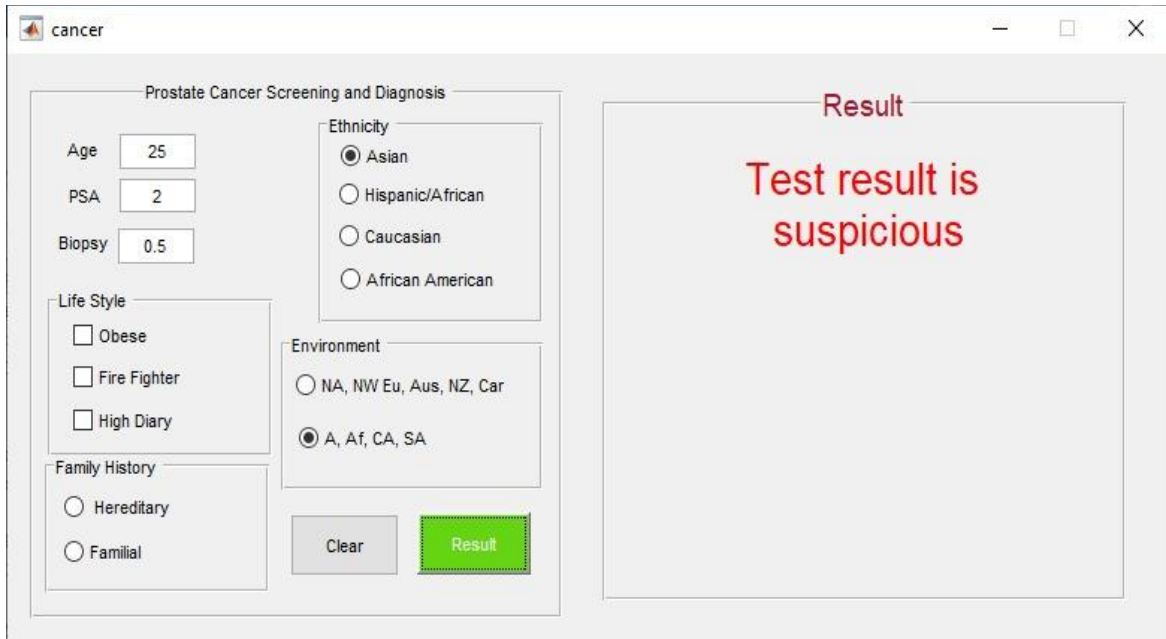 cancer
Prostate Cancer Screening and Diagnosis
Age 25
PSA 2
Biopsy 0.5
Ethnicity
Asian
Hispanic/African
Caucasian
African American
Life Style
Obese
Fire Fighter
High Diary
Environment
NA, NW Eu, Aus, NZ, Car
A, Af, CA, SA
Family History
Hereditary
Familial
Clear
Result
Result
Test result is
suspicious